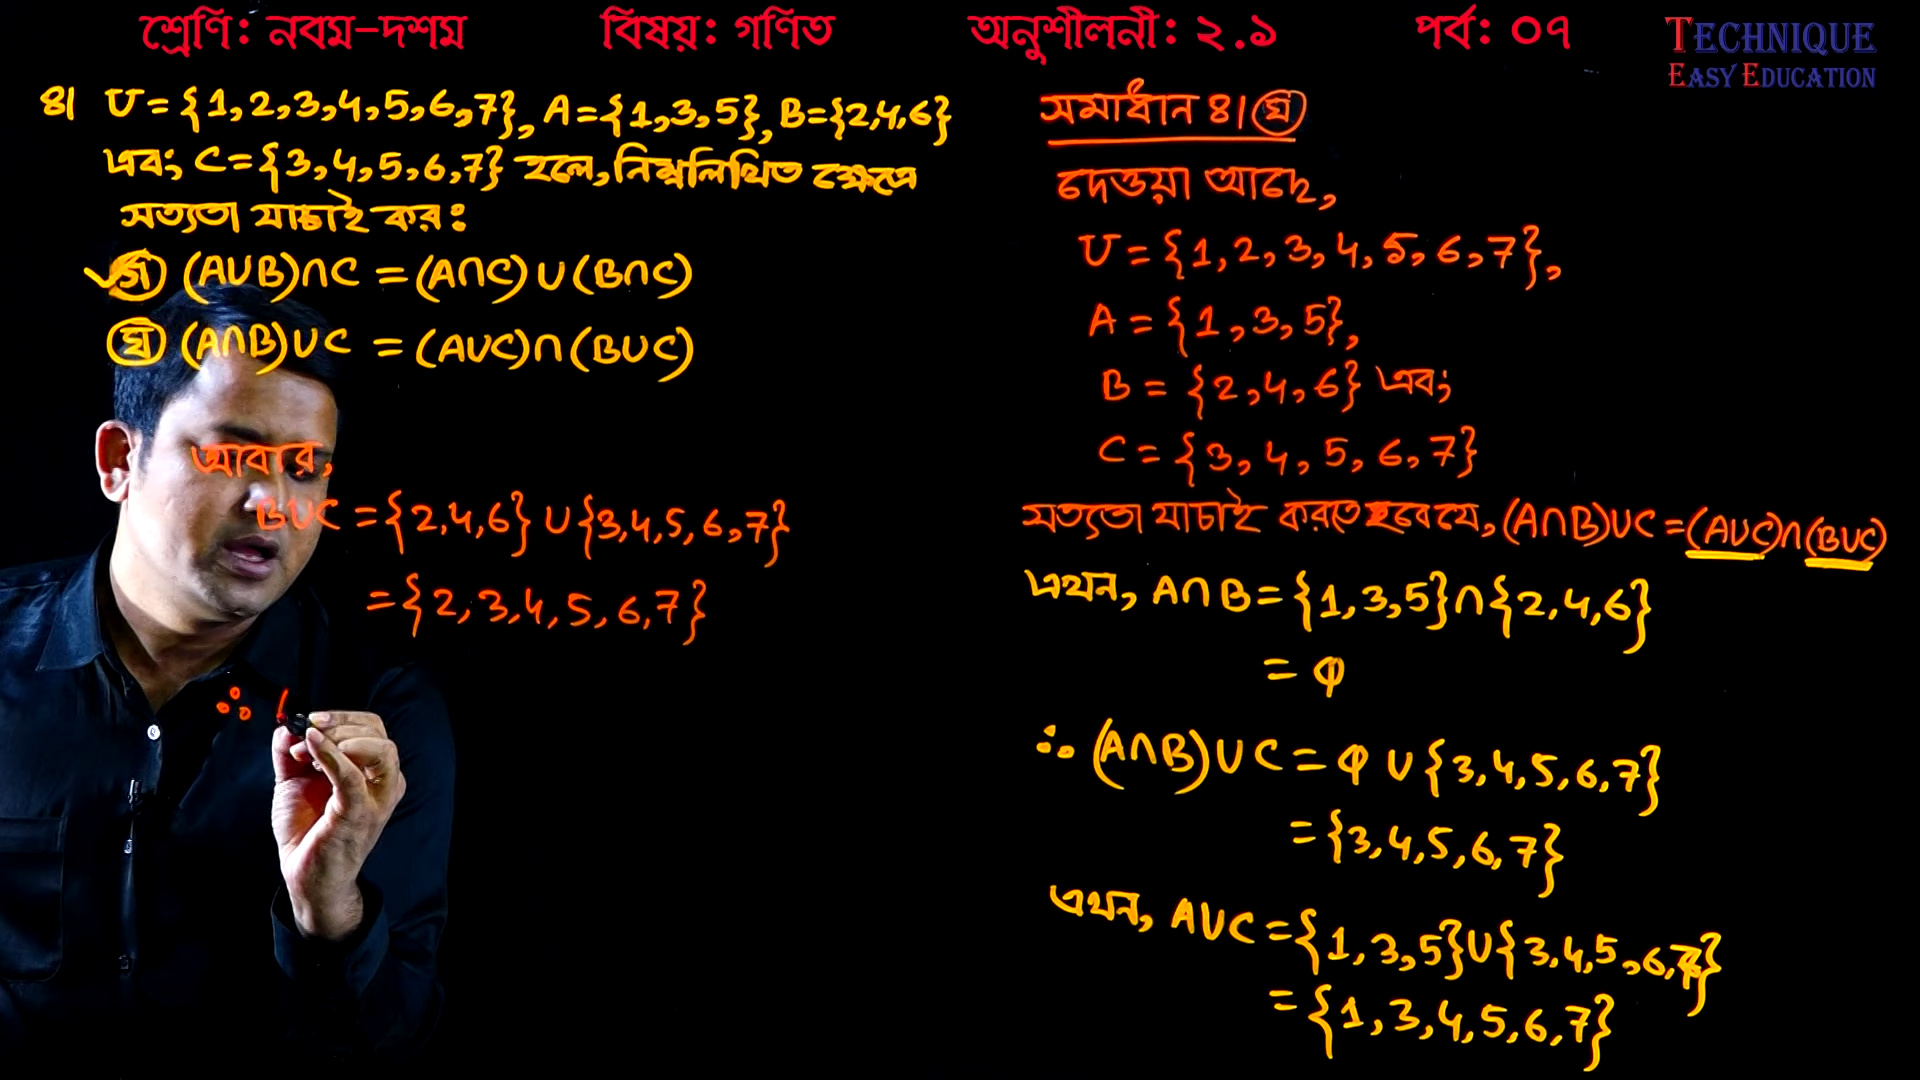 শ্রেণি: নবম-দশম বিষয়: গণিত অনুশীলনী: ২.১ পর্ব: ০৭
TECHNIQUE
EASY EDUCATION
৪। U = {1,2,3,4,5,6,7}, A = {1,3,5}, B = {2,4,6}
এবং C = {3,4,5,6,7} হলে, নিম্নলিখিত ক্ষেত্রে
সত্যতা যাচাই কর:
✓ গ) (A∪B)∩C = (A∩C)∪(B∩C)
ঘ (A∩B)∪C = (A∪C)∩(B∪C)
আবার,
B∪C = {2,4,6} ∪ {3,4,5,6,7}
= {2,3,4,5,6,7}
∴ (
সমাধান ৪। ঘ
দেওয়া আছে,
U = {1,2,3,4,5,6,7},
A = {1,3,5},
B = {2,4,6} এবং
C = {3,4,5,6,7}
সত্যতা যাচাই করতে হবে যে, (A∩B)∪C = (A∪C)∩(B∪C)
এখন, A∩B = {1,3,5}∩{2,4,6}
= φ
∴ (A∩B)∪C = φ ∪ {3,4,5,6,7}
= {3,4,5,6,7}
এখন, A∪C = {1,3,5}∪{3,4,5,6,7}
= {1,3,4,5,6,7}